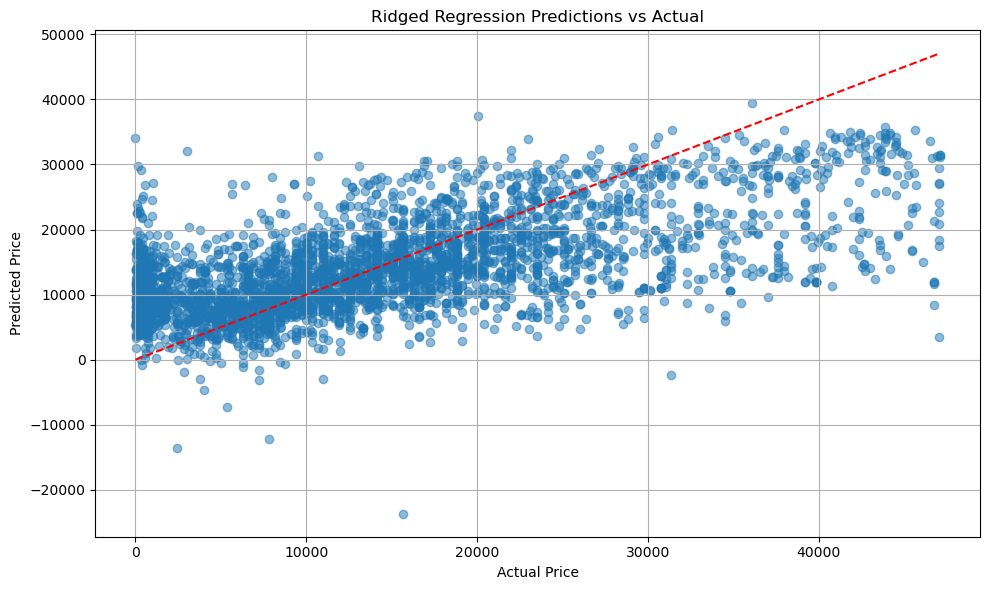 Ridged Regression Predictions vs Actual
50000
40000
30000
20000
10000
0
−10000
−20000
Predicted Price
0 10000 20000 30000 40000
Actual Price